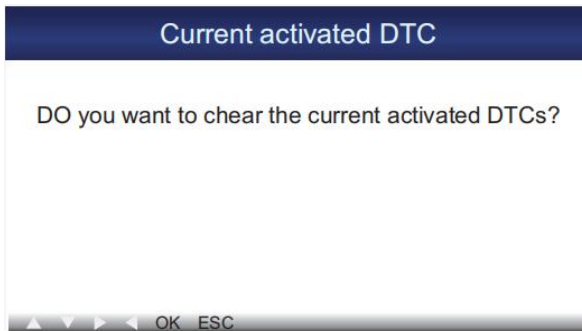 Current activated DTC
DO you want to chear the current activated DTCs?
OK ESC